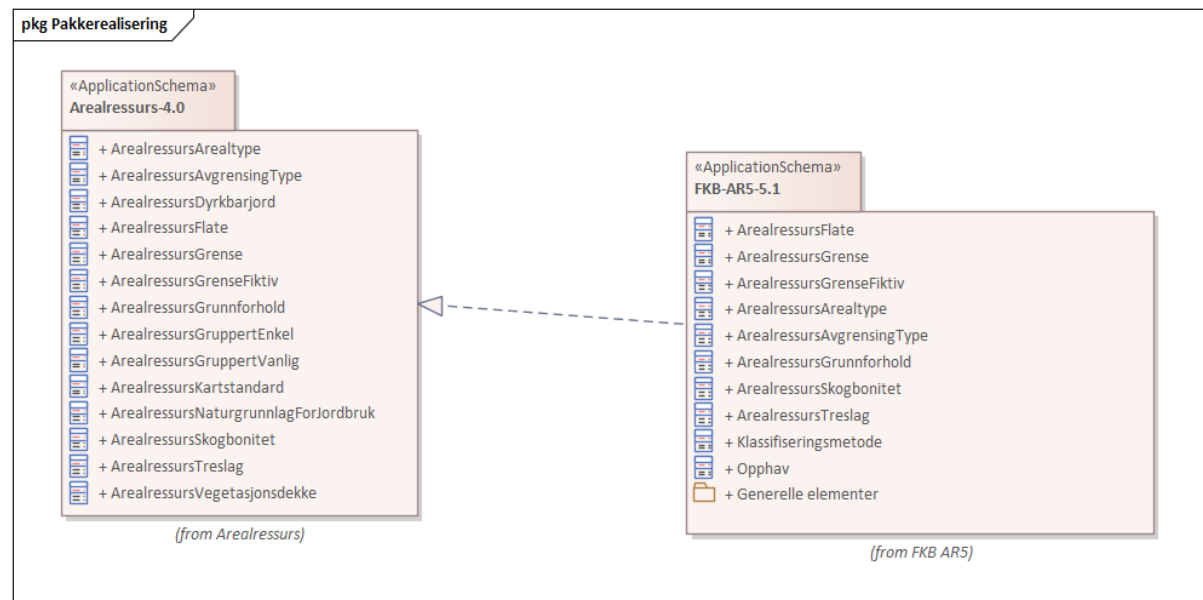 pkg Pakkerealisering
«ApplicationSchema»
Arealressurs-4.0
+ ArealressursArealtype
+ ArealressursAvgrensingType
+ ArealressursDyrkbarjord
+ ArealressursFlate
+ ArealressursGrense
+ ArealressursGrenseFiktiv
+ ArealressursGrunnforhold
+ ArealressursGruppertEnkel
+ ArealressursGruppertVanlig
+ ArealressursKartstandard
+ ArealressursNaturgrunnlagForJordbruk
+ ArealressursSkogbonitet
+ ArealressursTreslag
+ ArealressursVegetasjonsdekke
(from Arealressurs)
«ApplicationSchema»
FKB-AR5-5.1
+ ArealressursFlate
+ ArealressursGrense
+ ArealressursGrenseFiktiv
+ ArealressursArealtype
+ ArealressursAvgrensingType
+ ArealressursGrunnforhold
+ ArealressursSkogbonitet
+ ArealressursTreslag
+ Klassifiseringsmetode
+ Opphav
+ Generelle elementer
(from FKB AR5)